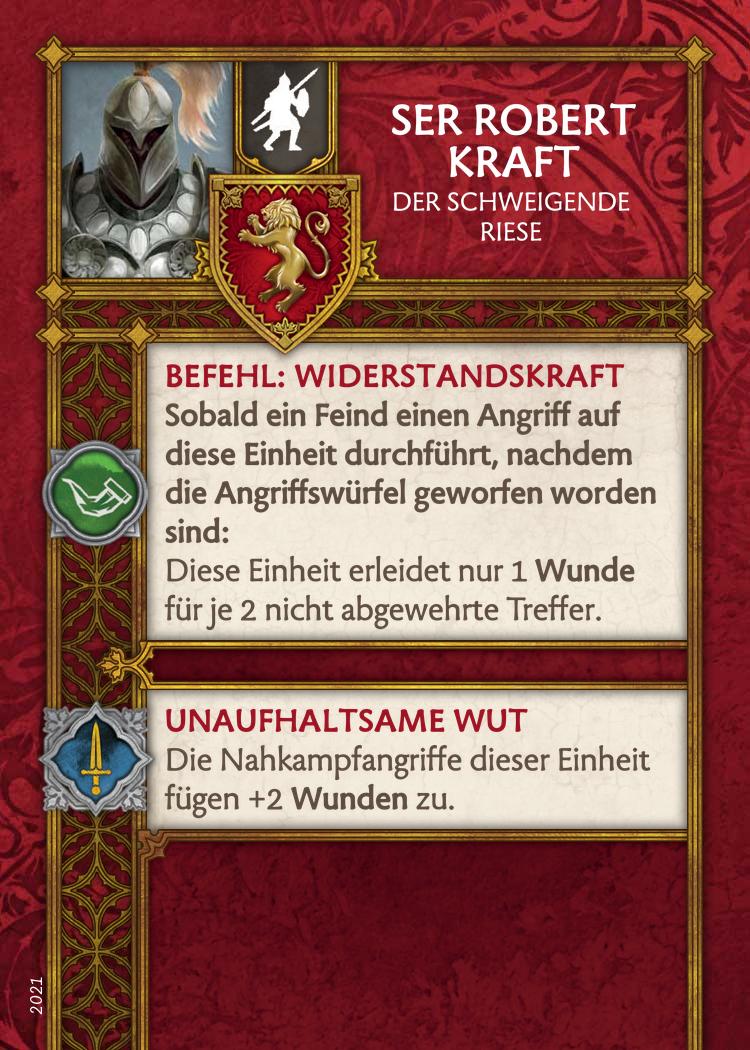 SER ROBERT
KRAFT
DER SCHWEIGENDE
RIESE
BEFEHL: WIDERSTANDSKRAFT
Sobald ein Feind einen Angriff auf
diese Einheit durchführt, nachdem
die Angriffswürfel geworfen worden
sind:
Diese Einheit erleidet nur 1 Wunde
für je 2 nicht abgewehrte Treffer.
UNAUFHALTSAME WUT
Die Nahkampfangriffe dieser Einheit
fügen +2 Wunden zu.
2021